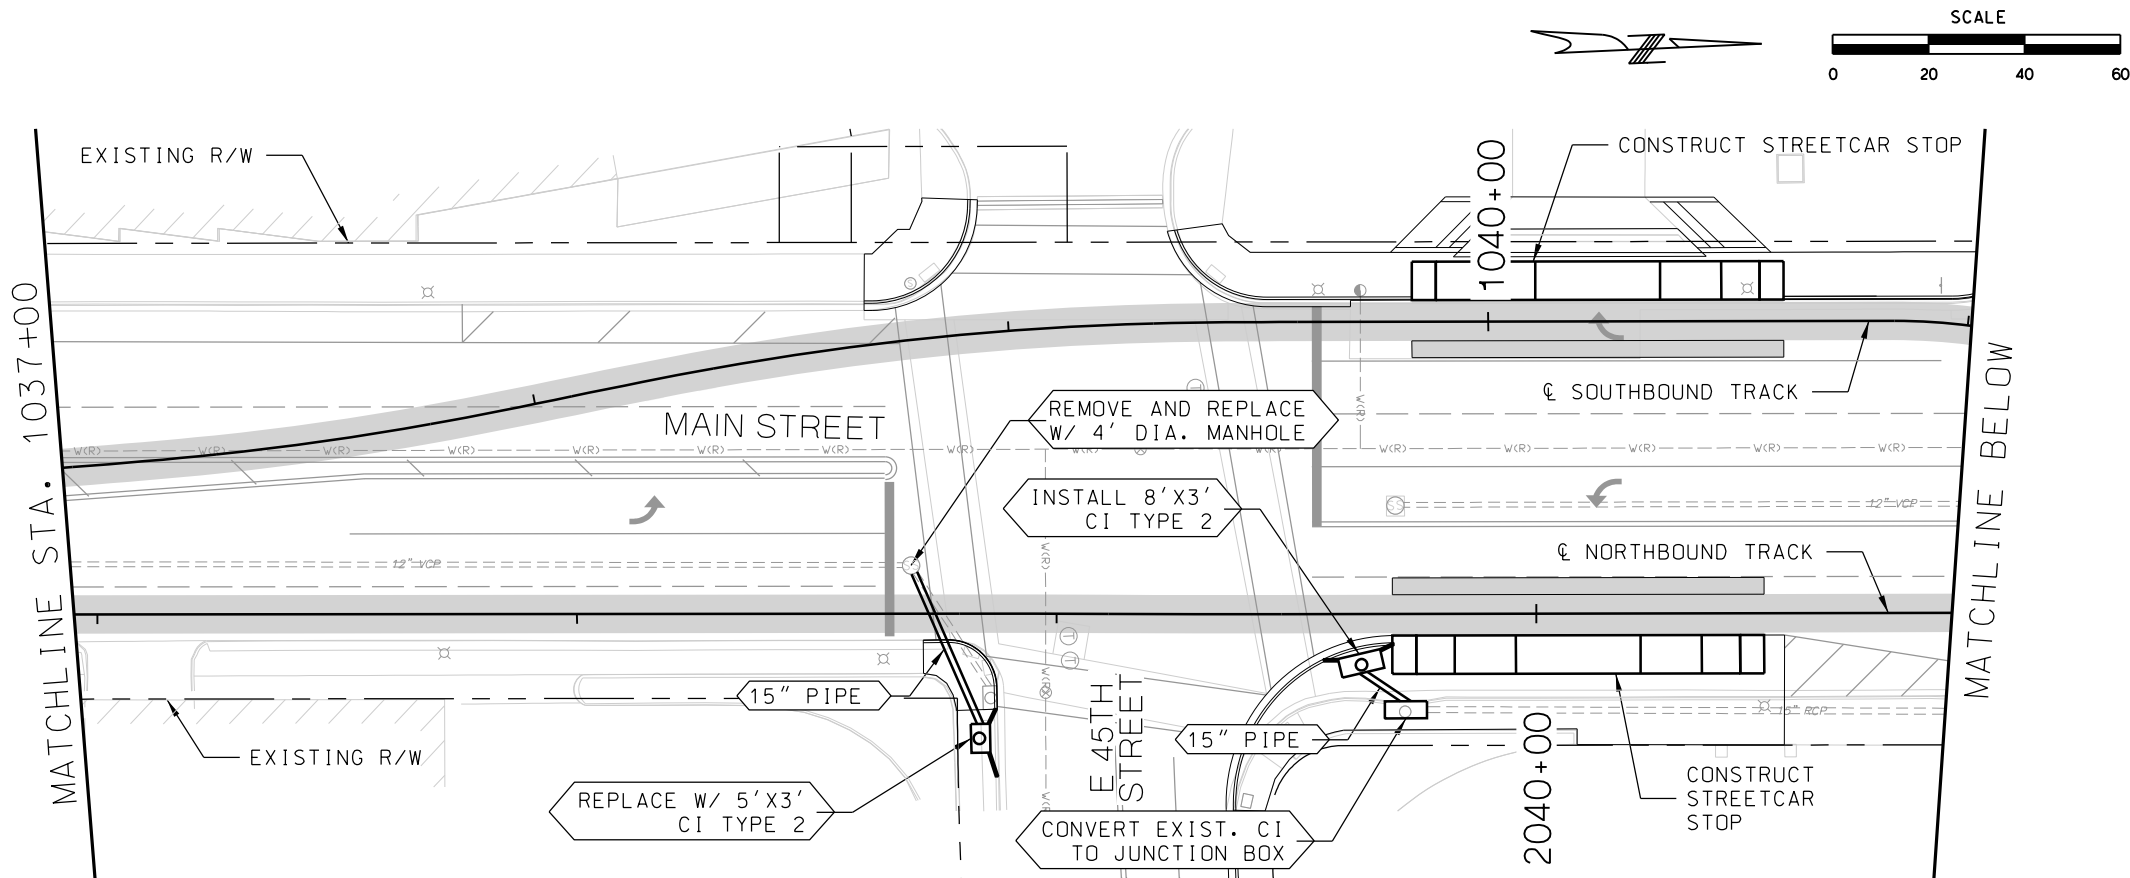 SCALE
0 20 40 60
EXISTING R/W
1040+00
CONSTRUCT STREETCAR STOP
MATCHLINE STA. 1037+00
S
W(R)
℄ SOUTHBOUND TRACK
MATCHLINE BELOW
T
REMOVE AND REPLACE
W/ 4' DIA. MANHOLE
MAIN STREET
W(R) W(R) W(R) W(R) W(R) W(R) W(R) W(R) W(R) W(R) W(R) W(R) W(R) W(R) W(R)
INSTALL 8'X3'
CI TYPE 2
SS
12" VCP
℄ NORTHBOUND TRACK
W(R)
12" VCP
SS
T
T
W(R)
15" PIPE
15" RCP
E 45TH
STREET
15" PIPE
EXISTING R/W
2040+00
CONSTRUCT
STREETCAR
STOP
REPLACE W/ 5'X3'
CI TYPE 2
W(R)
CONVERT EXIST. CI
TO JUNCTION BOX